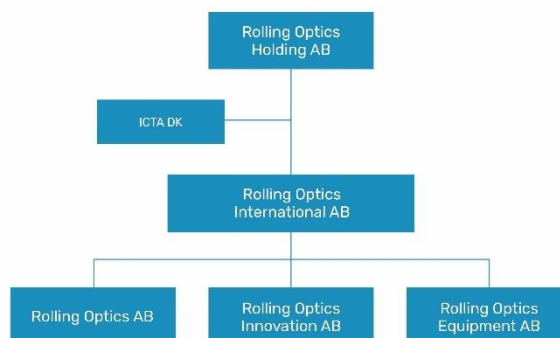 Rolling Optics
Holding AB
ICTA DK
Rolling Optics
International AB
Rolling Optics AB
Rolling Optics
Innovation AB
Rolling Optics
Equipment AB